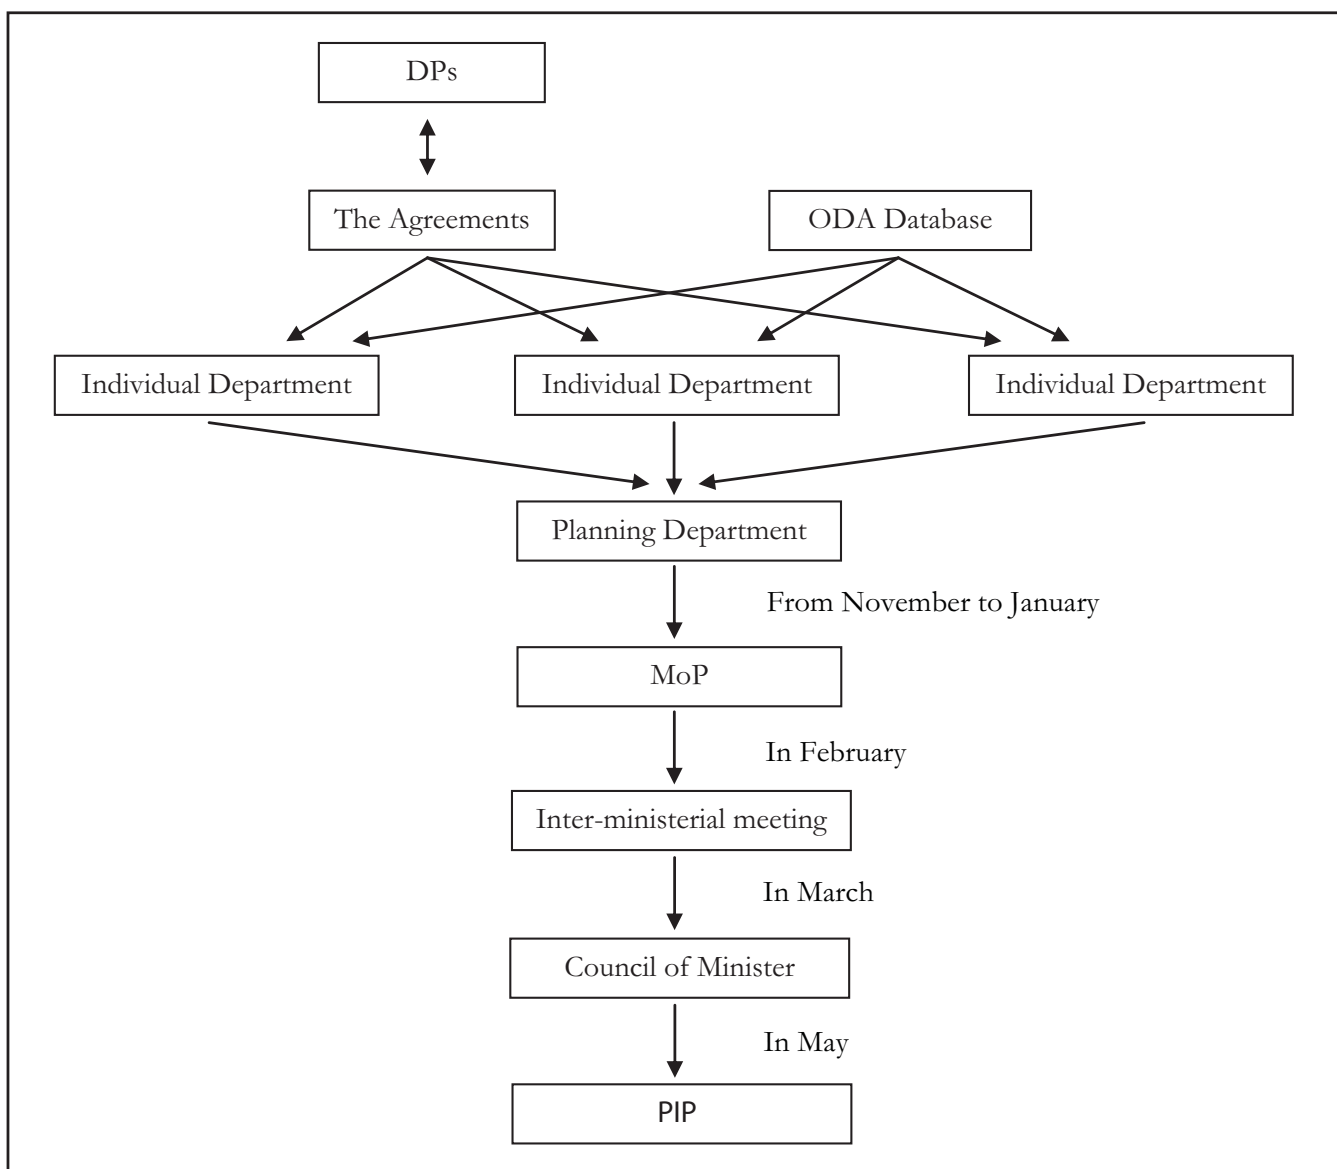 DPs
The Agreements
ODA Database
Individual Department
Individual Department
Individual Department
Planning Department
From November to January
MoP
In February
Inter-ministerial meeting
In March
Council of Minister
In May
PIP